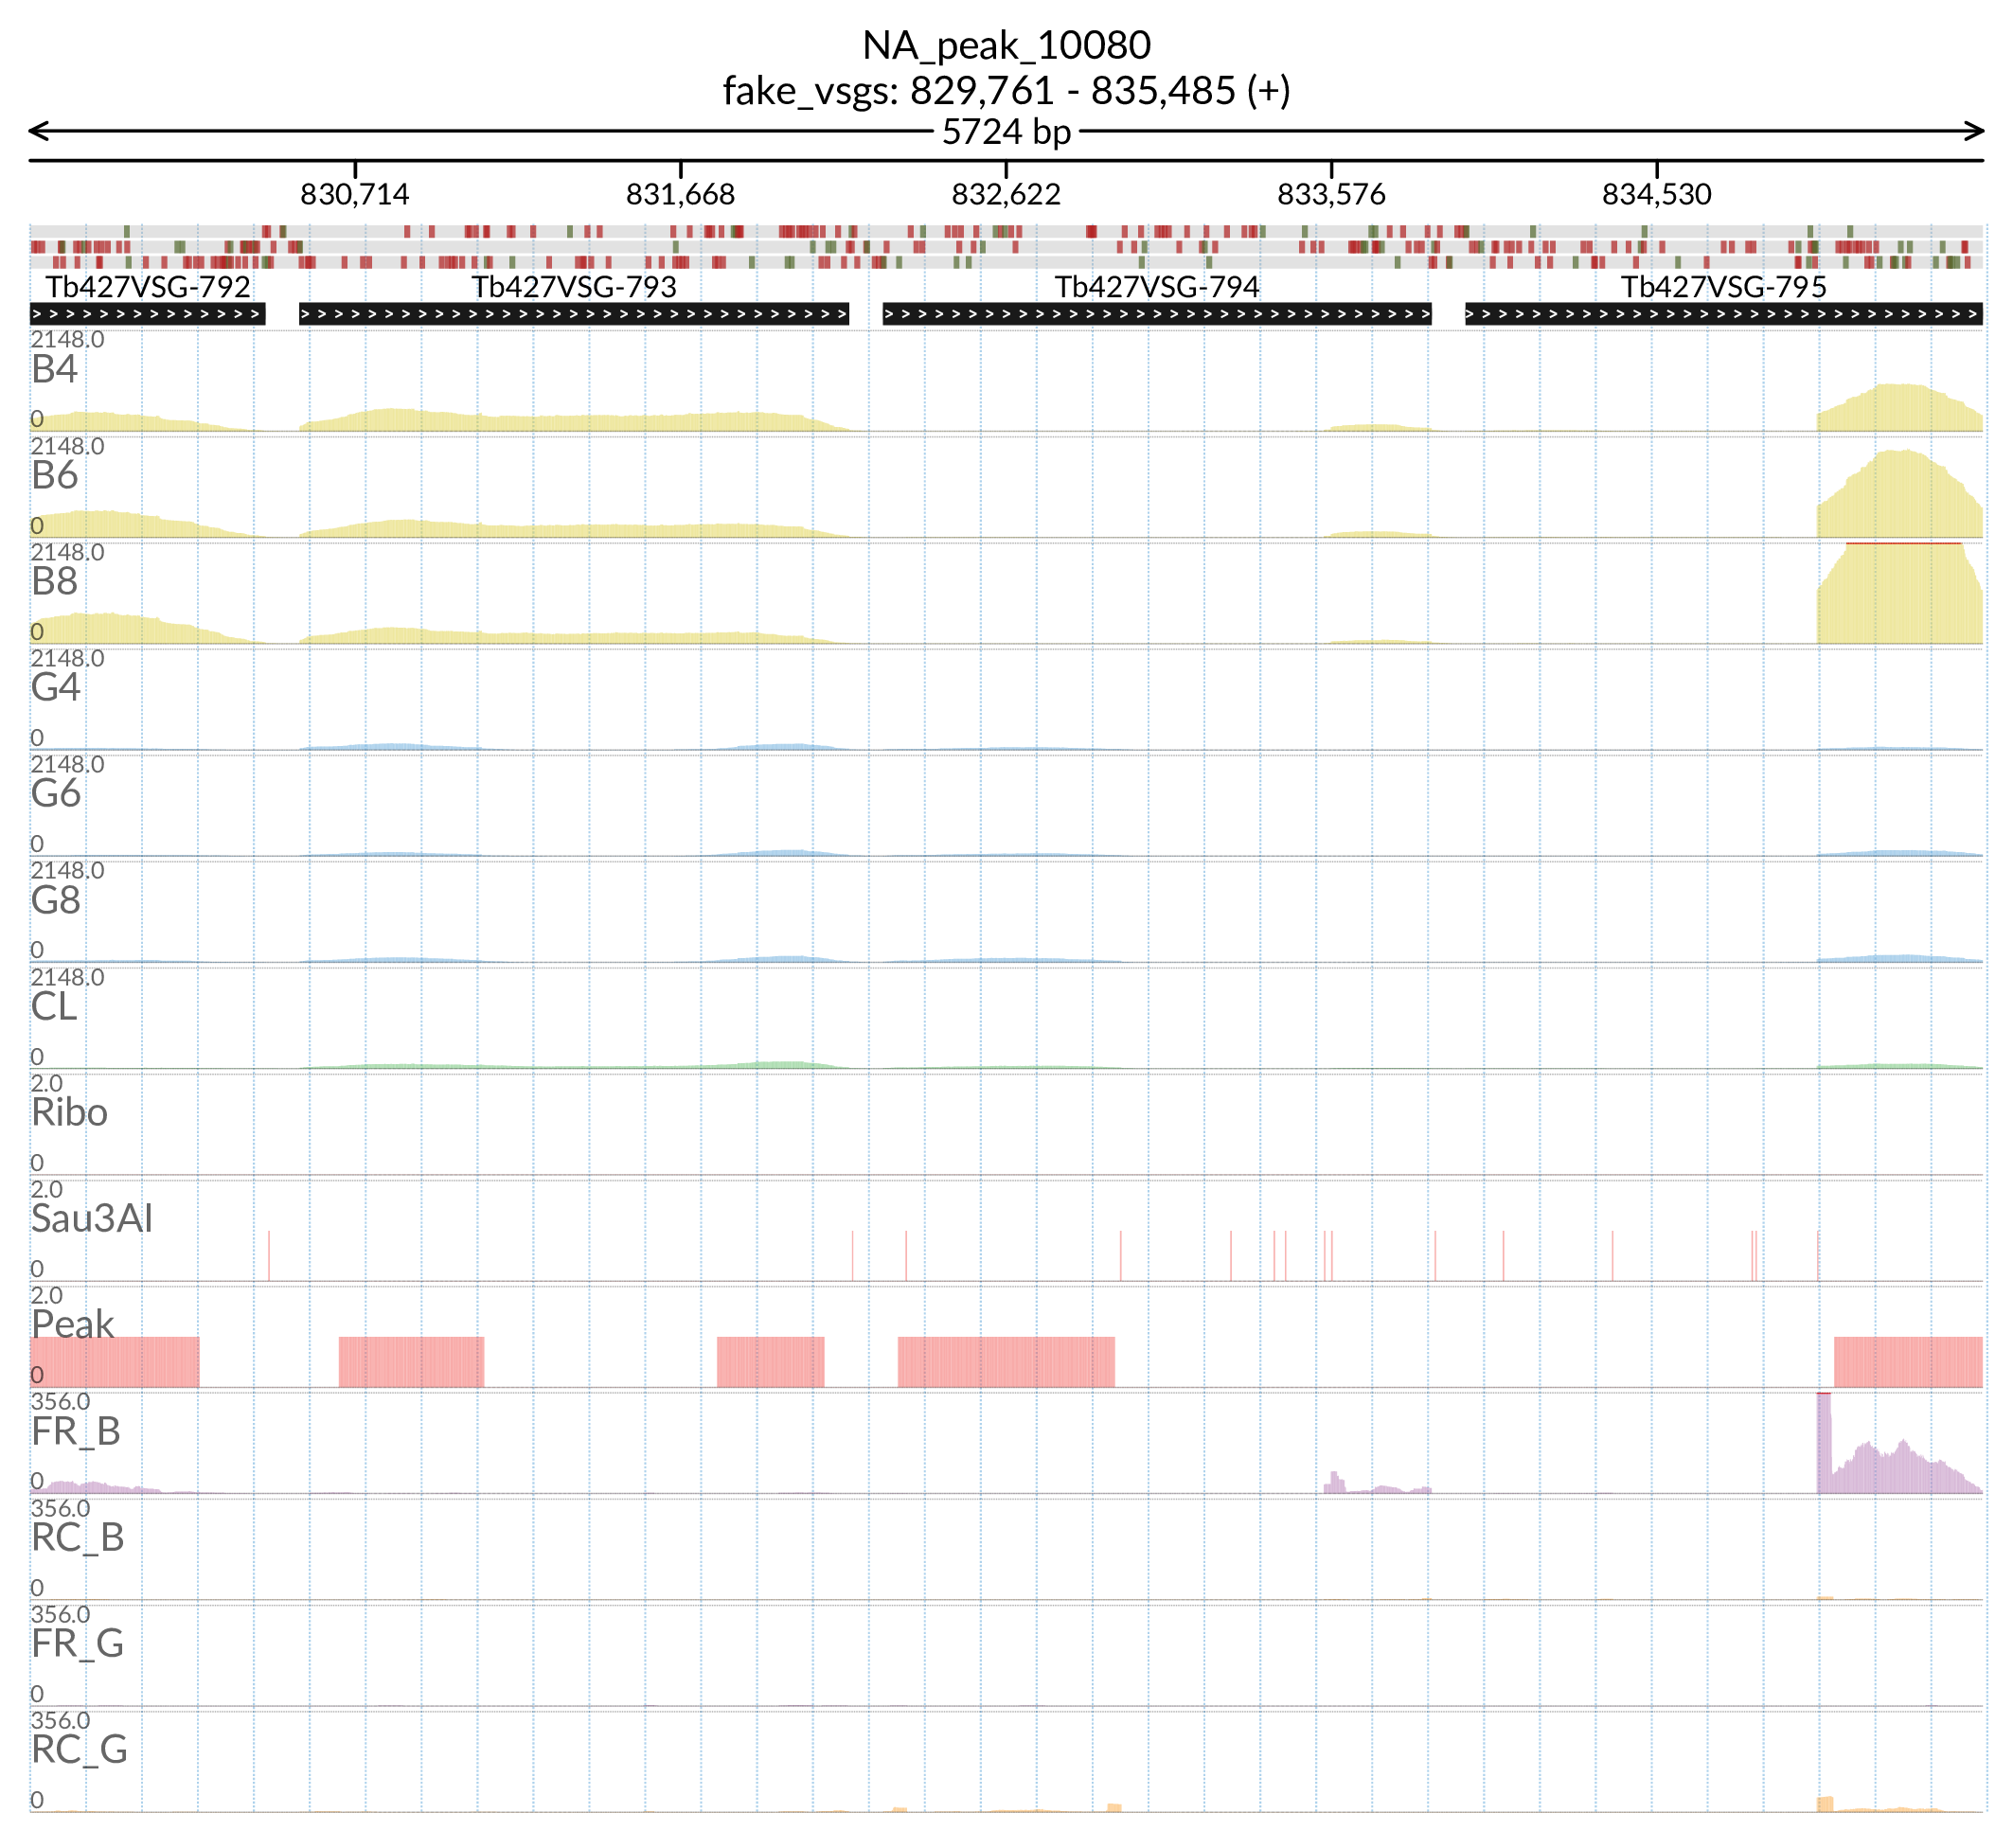 NA_peak_10080
fake_vsgs: 829,761 - 835,485 (+)
5724 bp
830,714 831,668 832,622 833,576 834,530
Tb427VSG-792 Tb427VSG-793 Tb427VSG-794 Tb427VSG-795
2148.0
B4
0
2148.0
B6
0
2148.0
B8
0
2148.0
G4
0
2148.0
G6
0
2148.0
G8
0
2148.0
CL
0
2.0
Ribo
0
2.0
Sau3AI
0
2.0
Peak
0
356.0
FR_B
0
356.0
RC_B
0
356.0
FR_G
0
356.0
RC_G
0